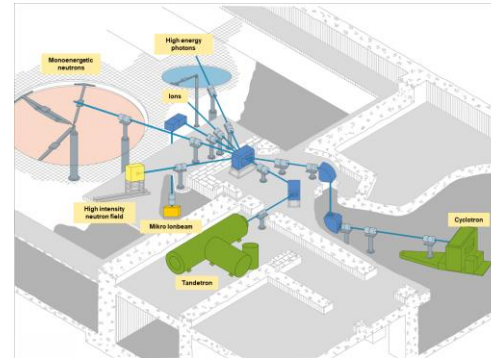 High energy
photons
Monoenergetic
neutrons
Ions
High intensity
neutron field
Mikro Ionbeam
Cyclotron
Tandetron